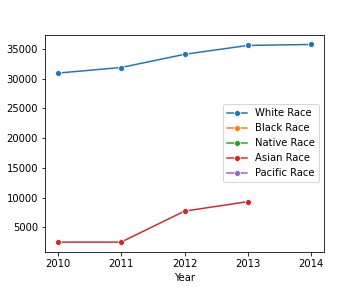 35000
30000
25000
20000
15000
10000
5000
White Race
Black Race
Native Race
Asian Race
Pacific Race
2010 2011 2012 2013 2014
Year